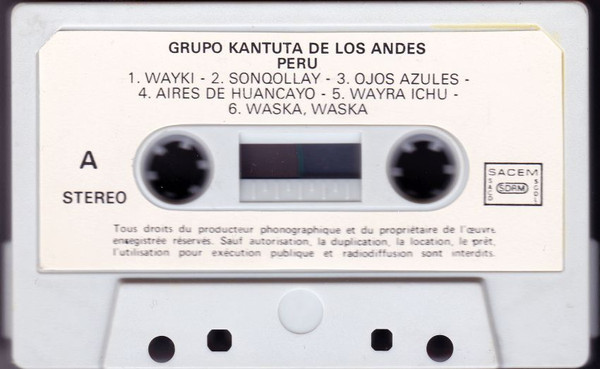 GRUPO KANTUTA DE LOS ANDES
PERU
1. WAYKI - 2. SONQOLLAY - 3. OJOS AZULES -
4. AIRES DE HUANCAYO - 5. WAYRA ICHU -
6. WASKA, WASKA
A
STEREO
SACEM
SACD
SDRM
SCDL
Tous droits du producteur phonographique et du propriétaire de l'œuvre
enregistrée réservés. Sauf autorisation, la duplication, la location, le prêt,
l'utilisation pour exécution publique et radiodiffusion sont interdits.